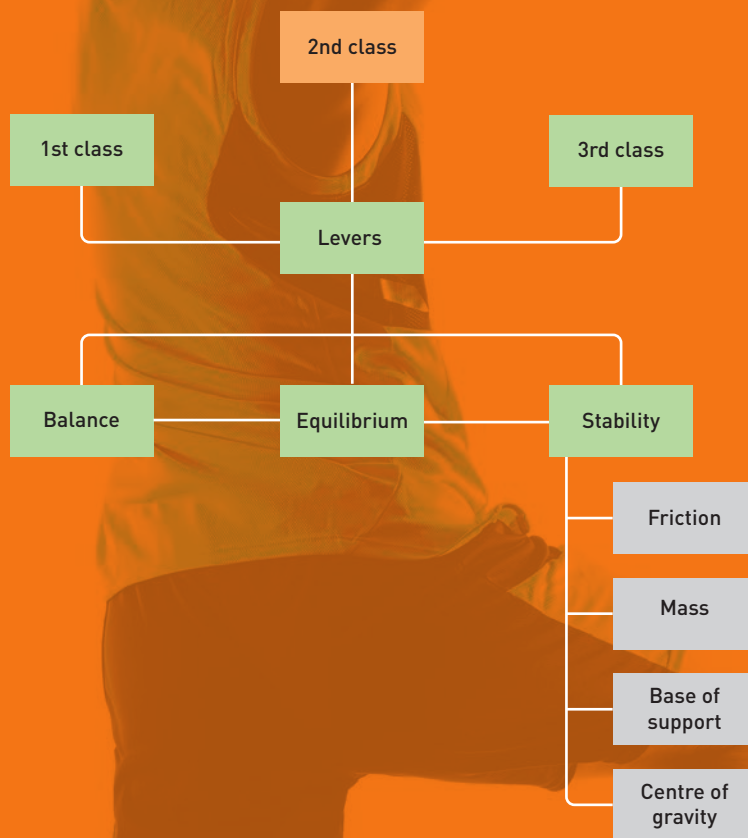 2nd class
1st class
3rd class
Levers
Balance
Equilibrium
Stability
Friction
Mass
Base of
support
Centre of
gravity